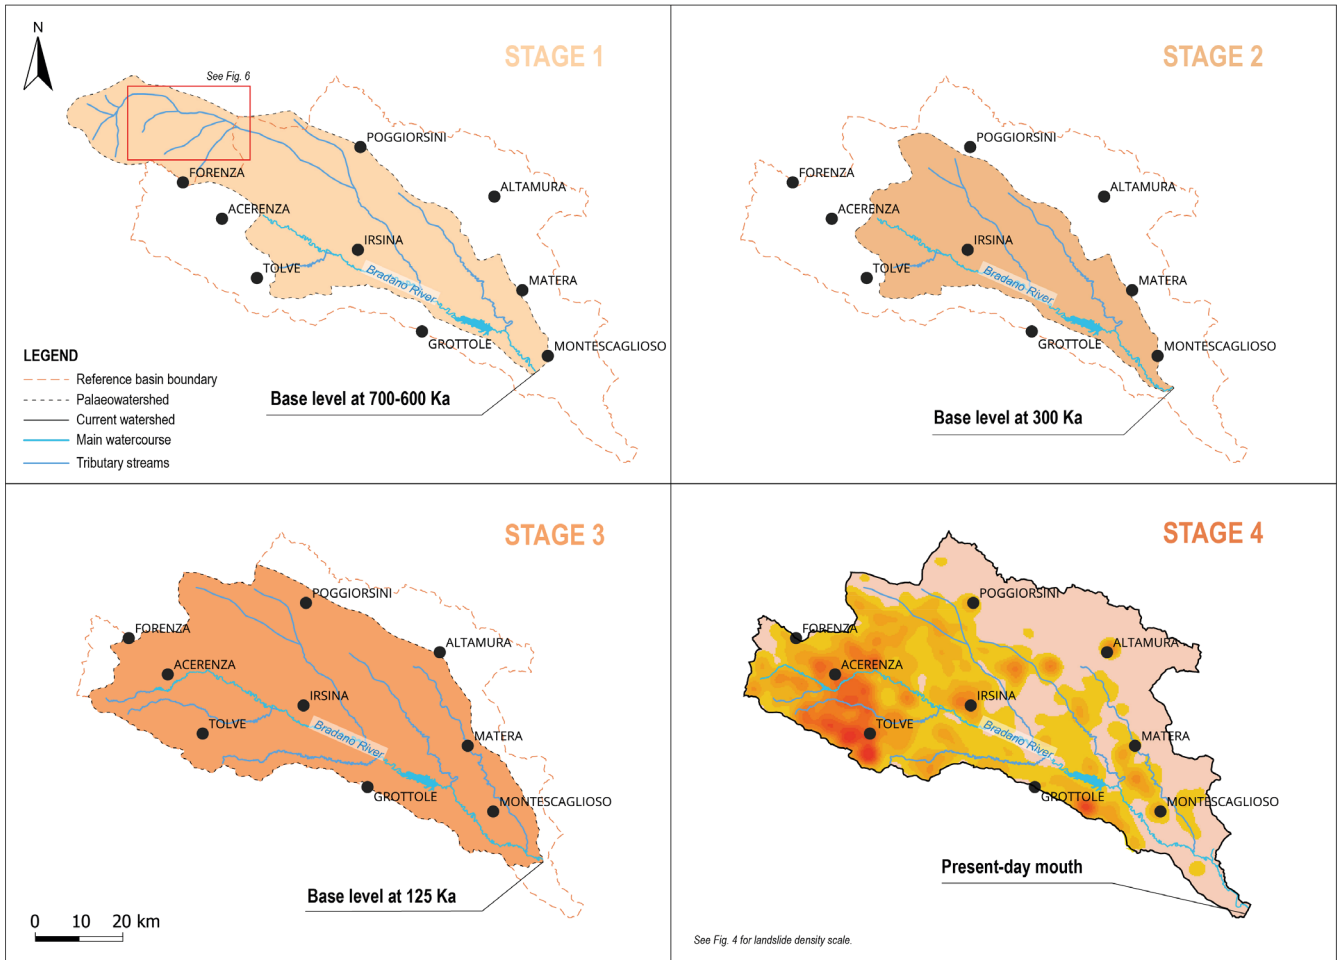 N
STAGE 1
See Fig. 6
POGGIORSINI
FORENZA
ALTAMURA
ACERENZA
IRSINA
TOLVE
Bradano River
MATERA
GROTTOLE
MONTESCAGLIOSO
LEGEND
Reference basin boundary
Palaeowatershed
Current watershed
Main watercourse
Tributary streams
Base level at 700-600 Ka
STAGE 2
POGGIORSINI
FORENZA
ALTAMURA
ACERENZA
IRSINA
TOLVE
Bradano River
MATERA
GROTTOLE
MONTESCAGLIOSO
Base level at 300 Ka
STAGE 3
POGGIORSINI
FORENZA
ALTAMURA
ACERENZA
IRSINA
TOLVE
Bradano River
MATERA
GROTTOLE
MONTESCAGLIOSO
Base level at 125 Ka
0 10 20 km
STAGE 4
POGGIORSINI
FORENZA
ALTAMURA
ACERENZA
IRSINA
TOLVE
Bradano River
MATERA
GROTTOLE
MONTESCAGLIOSO
Present-day mouth
See Fig. 4 for landslide density scale.